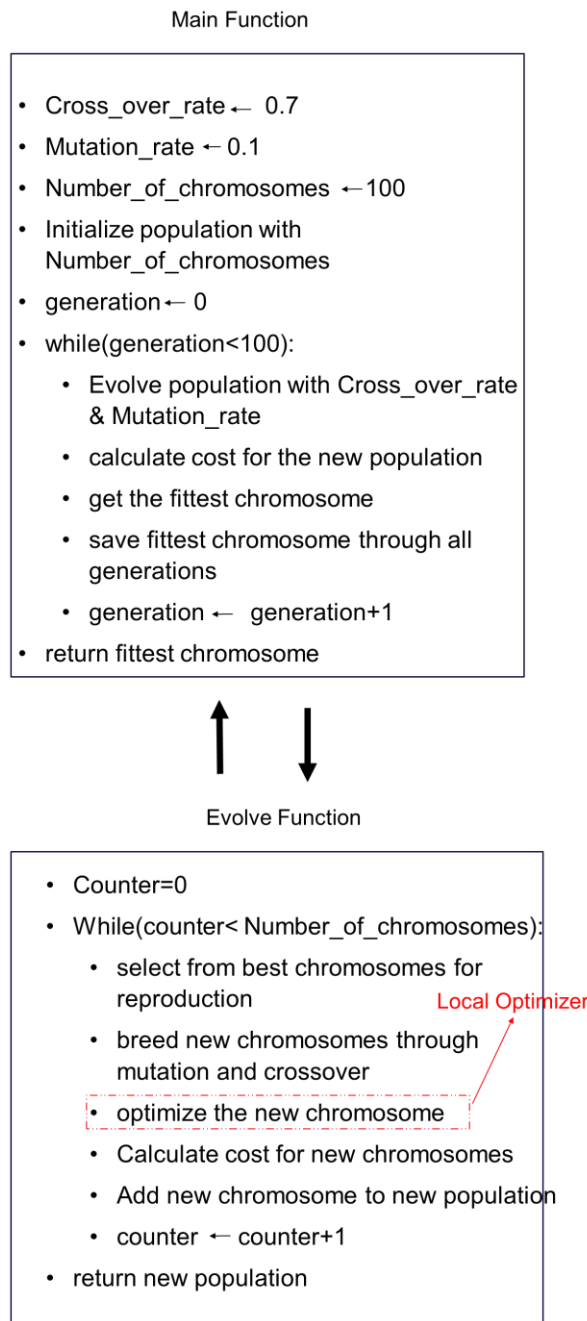 Main Function
• Cross_over_rate ← 0.7
• Mutation_rate ← 0.1
• Number_of_chromosomes ← 100
• Initialize population with
Number_of_chromosomes
• generation ← 0
• while(generation<100):
• Evolve population with Cross_over_rate
& Mutation_rate
• calculate cost for the new population
• get the fittest chromosome
• save fittest chromosome through all
generations
• generation ← generation+1
• return fittest chromosome
Evolve Function
• Counter=0
• While(counter< Number_of_chromosomes):
• select from best chromosomes for
reproduction
Local Optimizer
• breed new chromosomes through
mutation and crossover
• optimize the new chromosome
• Calculate cost for new chromosomes
• Add new chromosome to new population
• counter ← counter+1
• return new population